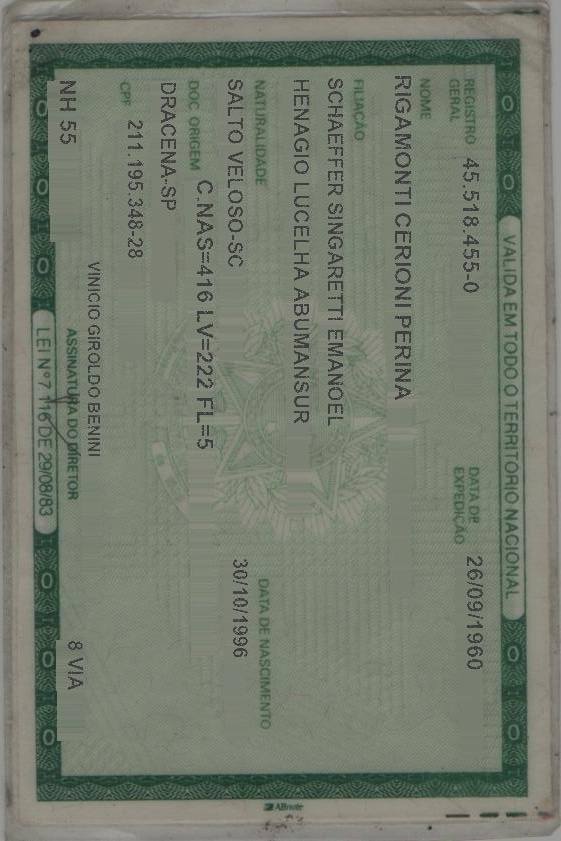 VALIDA EM TODO O TERRITORIO NACIONAL
REGISTRO GERAL 45.518.455-0 DATA DE EXPEDIÇÃO 26/09/1960
NOME
RIGAMONTI CERIONI PERINA
FILIAÇÃO
SCHAEFFER SINGARETTI EMANOEL
HENAGIO LUCELHA ABUMANSUR
NATURALIDADE DATA DE NASCIMENTO
SALTO VELOSO-SC 30/10/1996
DOC ORIGEM C.NAS=416 LV=222 FL=5
DRACENA-SP
CPF 211.195.348-28
VINICIO GIROLDO BENINI
NH 55 ASSINATURA DO DIRETOR 8 VIA
LEI Nº 7.116 DE 29/08/83